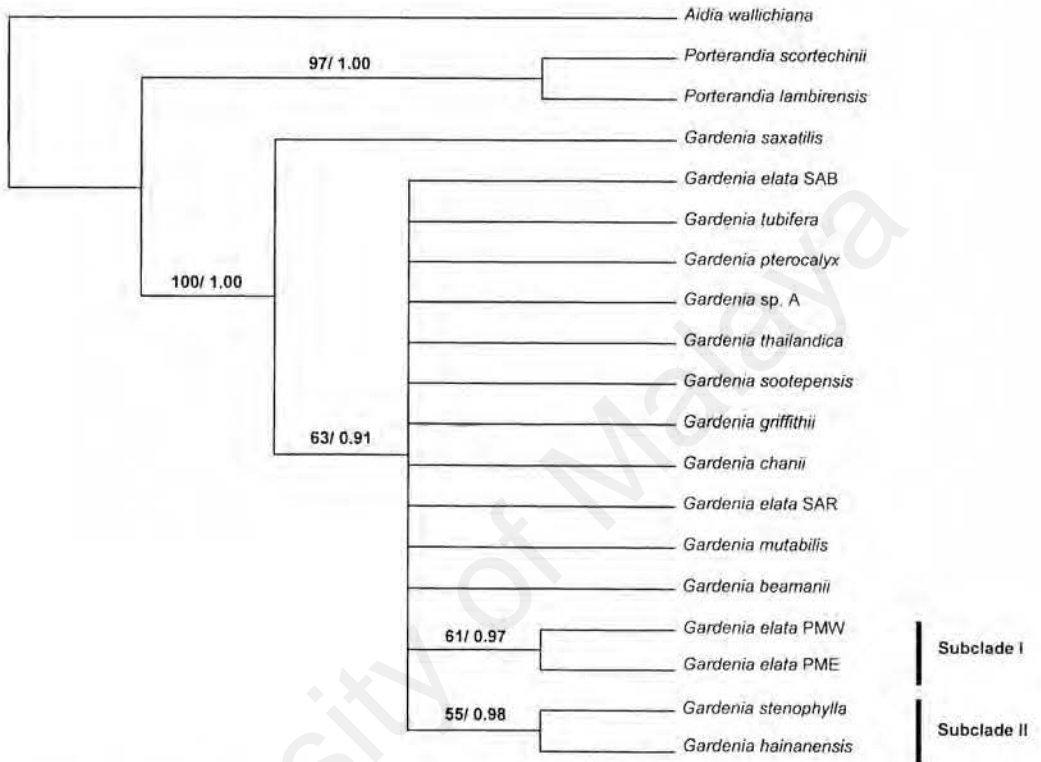 Aidia wallichiana
97/ 1.00
Porterandia scortechinii
Porterandia lambirensis
Gardenia saxatilis
Gardenia elata SAB
Gardenia tubifera
Gardenia pterocalyx
100/ 1.00
Gardenia sp. A
Gardenia thailandica
Gardenia sootepensis
Gardenia griffithii
63/ 0.91
Gardenia chanii
Gardenia elata SAR
Gardenia mutabilis
Gardenia beamanii
61/ 0.97
Gardenia elata PMW
Subclade I
Gardenia elata PME
55/ 0.98
Gardenia stenophylla
Subclade II
Gardenia hainanensis
sity of Malaya